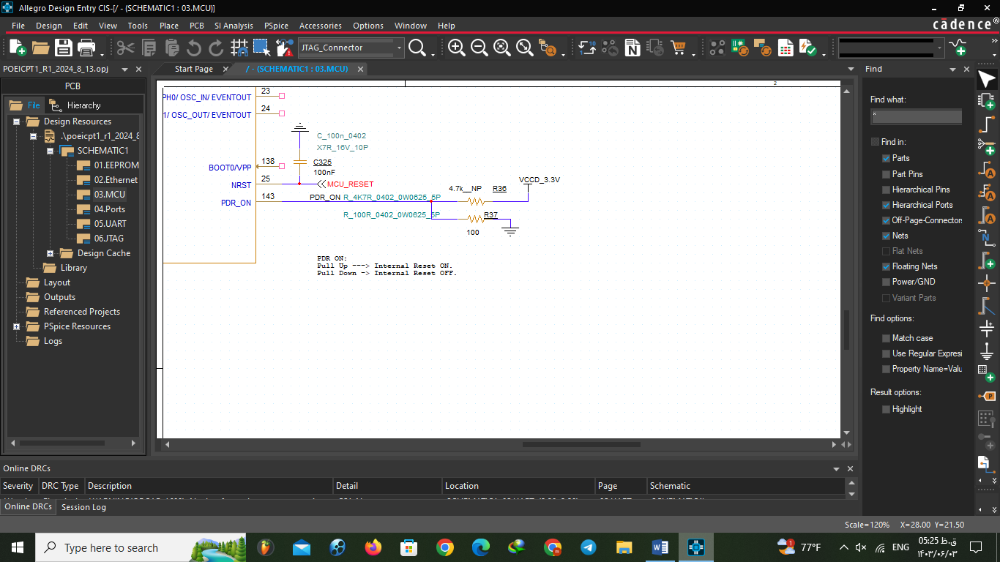 Allegro Design Entry CIS-[/ - (SCHEMATIC1 : 03.MCU)]
File Design Edit View Tools Place PCB SI Analysis PSpice Accessories Options Window Help
cādence®
JTAG_Connector
POEICPT1_R1_2024_8_13.opj
Start Page
/ - (SCHEMATIC1 : 03.MCU)
Find
PCB
File
Hierarchy
Design Resources
.\poeicpt1_r1_2024_8
SCHEMATIC1
01.EEPROM
02.Ethernet
03.MCU
04.Ports
05.UART
06.JTAG
Design Cache
Library
Layout
Outputs
Referenced Projects
PSpice Resources
Logs
2
PH0/ OSC_IN/ EVENTOUT 23
1/ OSC_OUT/ EVENTOUT 24
C_100n_0402
X7R_16V_10P
BOOT0/VPP 138
C325
100nF
NRST 25
MCU_RESET
VCCD_3.3V
4.7k__NP R36
PDR_ON 143
PDR_ON R_4K7R_0402_0W0625_5P
R_100R_0402_0W0625_5P R37
100
PDR ON:
Pull Up ---> Internal Reset ON.
Pull Down -> Internal Reset OFF.
Find what:
*
Find in:
Parts
Part Pins
Hierarchical Pins
Hierarchical Ports
Off-Page-Connectors
Nets
Flat Nets
Floating Nets
Power/GND
Variant Parts
Find options:
Match case
Use Regular Expressi
Property Name=Valu
Result options:
Highlight
Online DRCs
Severity DRC Type Description Detail Location Page Schematic
Online DRCs Session Log
Scale=120% X=28.00 Y=21.50
Type here to search
77°F
ENG
05:25 ق.ظ
۱۴۰۳/۰۶/۰۳